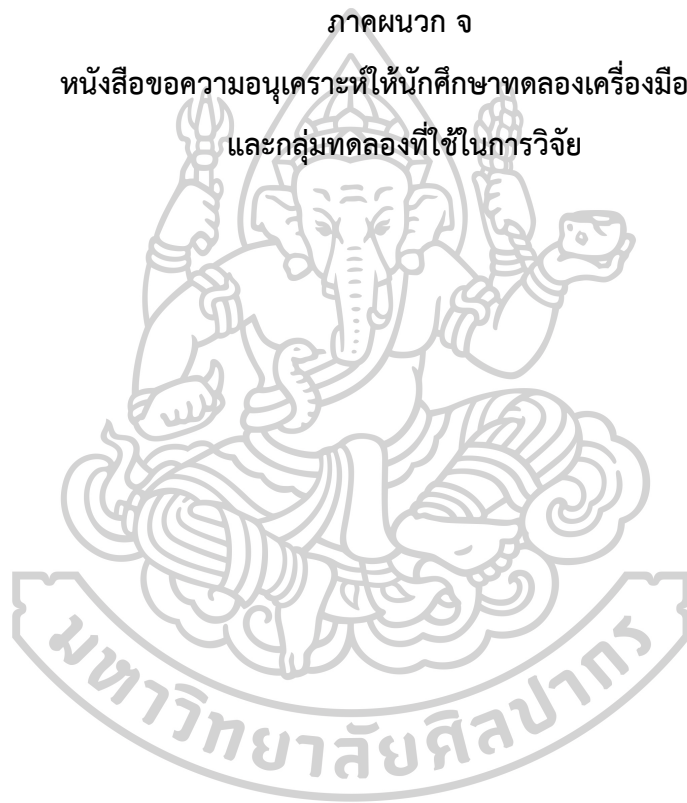 ภาคผนวก จ
หนังสือขอความอนุเคราะห์ให้นักศึกษาทดลองเครื่องมือ
และกลุ่มทดลองที่ใช้ในการวิจัย
มหาวิทยาลัยศิลปากร